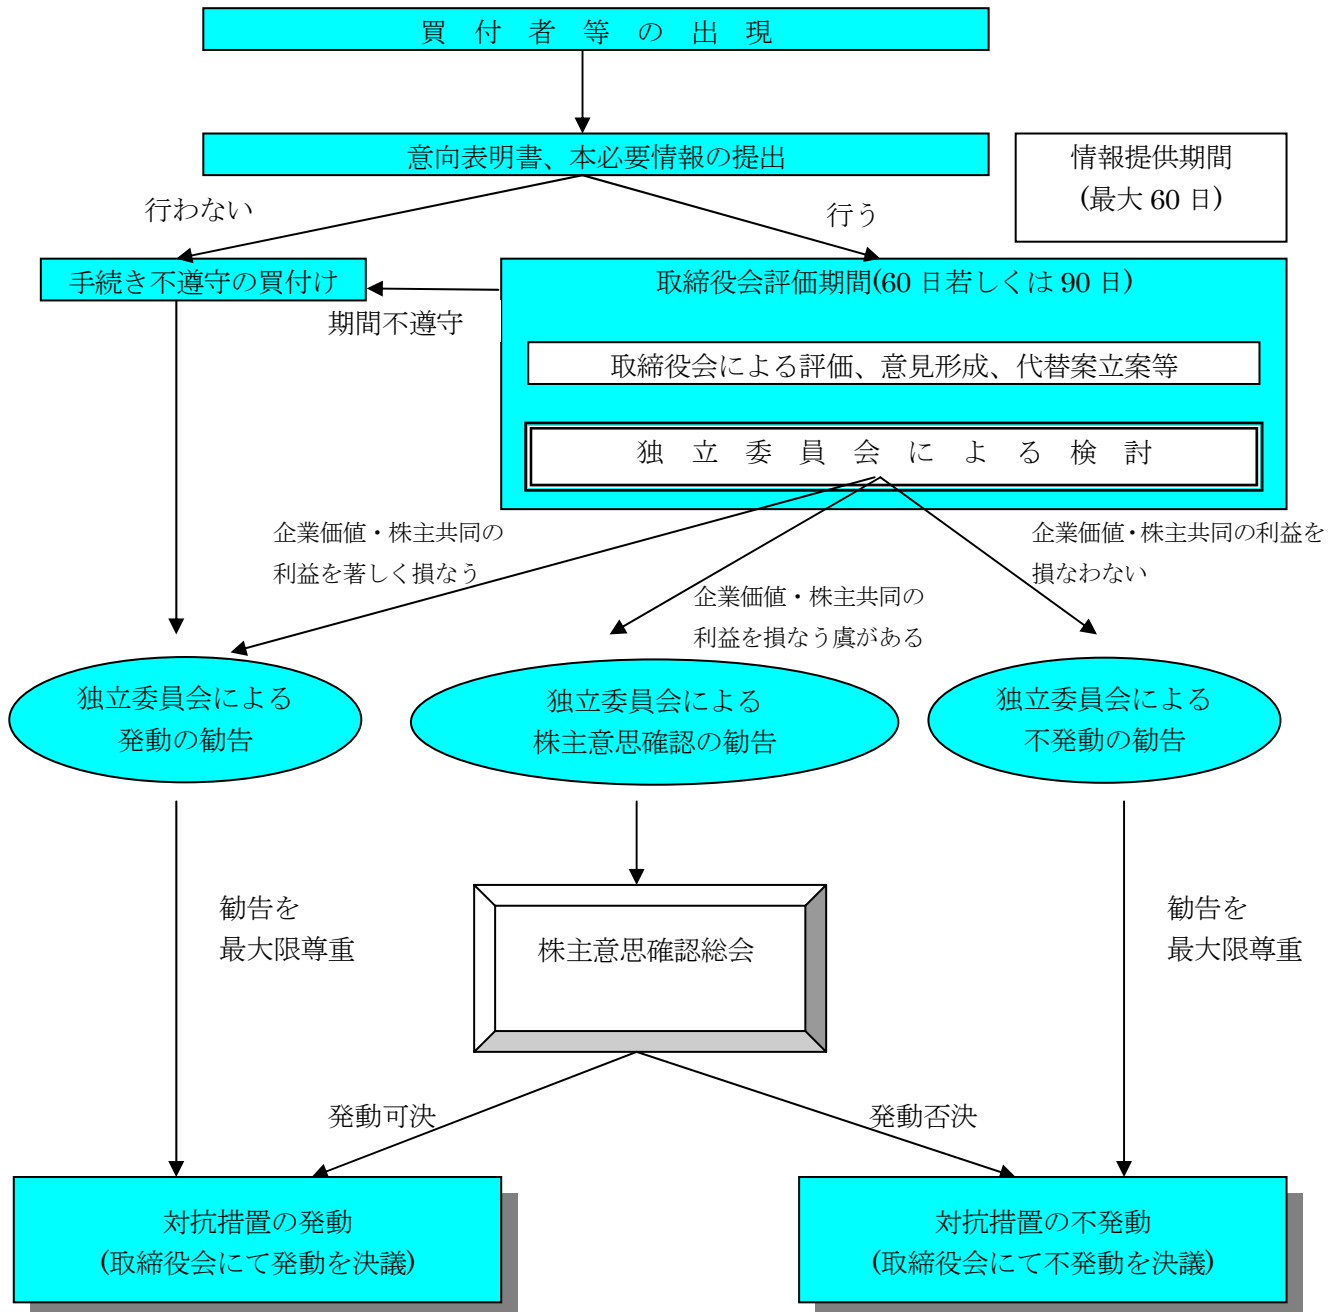 買付者等の出現
意向表明書、本必要情報の提出
情報提供期間
(最大 60 日)
行わない
行う
手続き不遵守の買付け
取締役会評価期間(60 日若しくは 90 日)
期間不遵守
取締役会による評価、意見形成、代替案立案等
独立委員会による検討
企業価値・株主共同の
利益を著しく損なう
企業価値・株主共同の
利益を損なう虞がある
企業価値・株主共同の利益を
損なわない
独立委員会による
発動の勧告
独立委員会による
株主意思確認の勧告
独立委員会による
不発動の勧告
勧告を
最大限尊重
株主意思確認総会
勧告を
最大限尊重
発動可決
発動否決
対抗措置の発動
(取締役会にて発動を決議)
対抗措置の不発動
(取締役会にて不発動を決議)